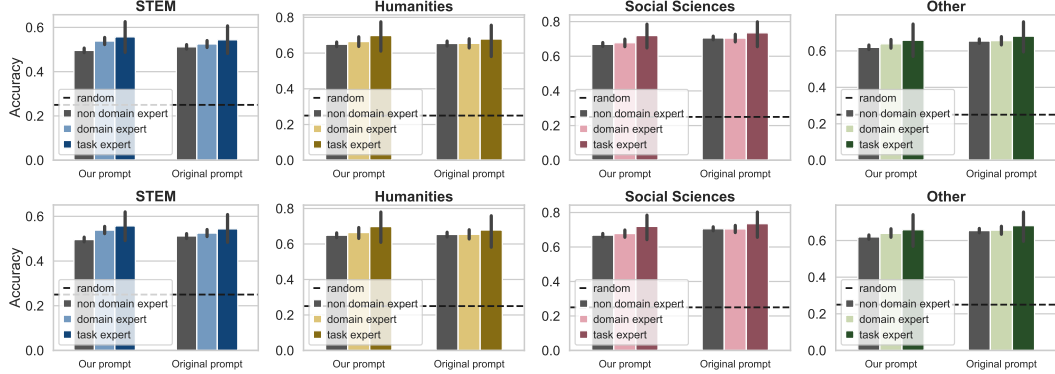 STEM
Humanities
Social Sciences
Other
Accuracy
0.6
0.4
0.2
0.0
random
non domain expert
domain expert
task expert
Our prompt
Original prompt
0.8
0.6
0.4
0.2
0.0
random
non domain expert
domain expert
task expert
Our prompt
Original prompt
0.8
0.6
0.4
0.2
0.0
random
non domain expert
domain expert
task expert
Our prompt
Original prompt
0.6
0.4
0.2
0.0
random
non domain expert
domain expert
task expert
Our prompt
Original prompt
STEM
Humanities
Social Sciences
Other
Accuracy
0.6
0.4
0.2
0.0
random
non domain expert
domain expert
task expert
Our prompt
Original prompt
0.8
0.6
0.4
0.2
0.0
random
non domain expert
domain expert
task expert
Our prompt
Original prompt
0.8
0.6
0.4
0.2
0.0
random
non domain expert
domain expert
task expert
Our prompt
Original prompt
0.6
0.4
0.2
0.0
random
non domain expert
domain expert
task expert
Our prompt
Original prompt